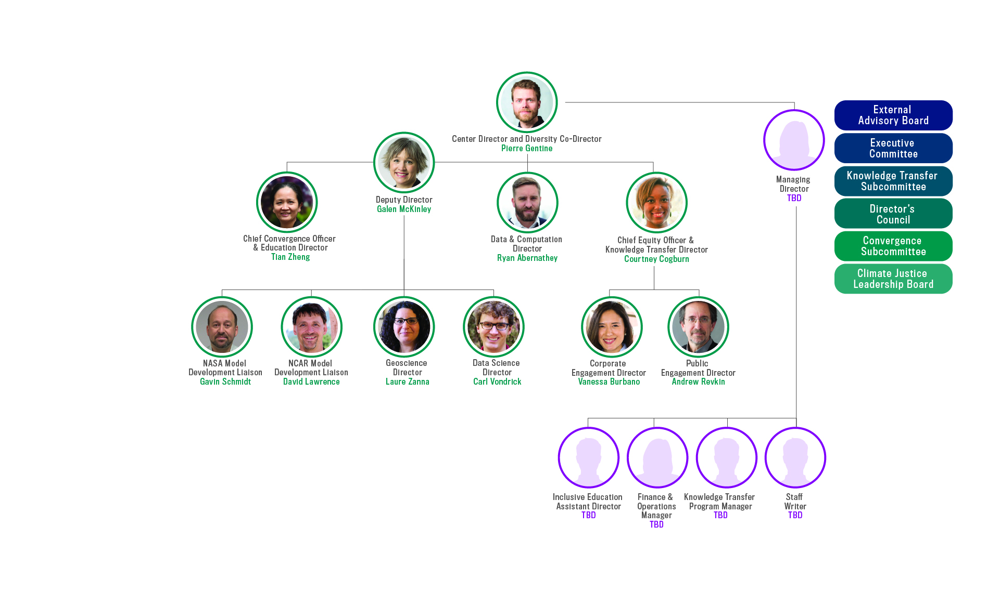 Center Director and Diversity Co-Director
Pierre Gentine
Deputy Director
Galen McKinley
Chief Convergence Officer
& Education Director
Tian Zheng
Data & Computation
Director
Ryan Abernathey
Chief Equity Officer &
Knowledge Transfer Director
Courtney Cogburn
Managing
Director
TBD
External
Advisory Board
Executive
Committee
Knowledge Transfer
Subcommittee
Director's
Council
Convergence
Subcommittee
Climate Justice
Leadership Board
NASA Model
Development Liaison
Gavin Schmidt
NCAR Model
Development Liaison
David Lawrence
Geoscience
Director
Laure Zanna
Data Science
Director
Carl Vondrick
Corporate
Engagement Director
Vanessa Burbano
Public
Engagement Director
Andrew Revkin
Inclusive Education
Assistant Director
TBD
Finance &
Operations
Manager
TBD
Knowledge Transfer
Program Manager
TBD
Staff
Writer
TBD